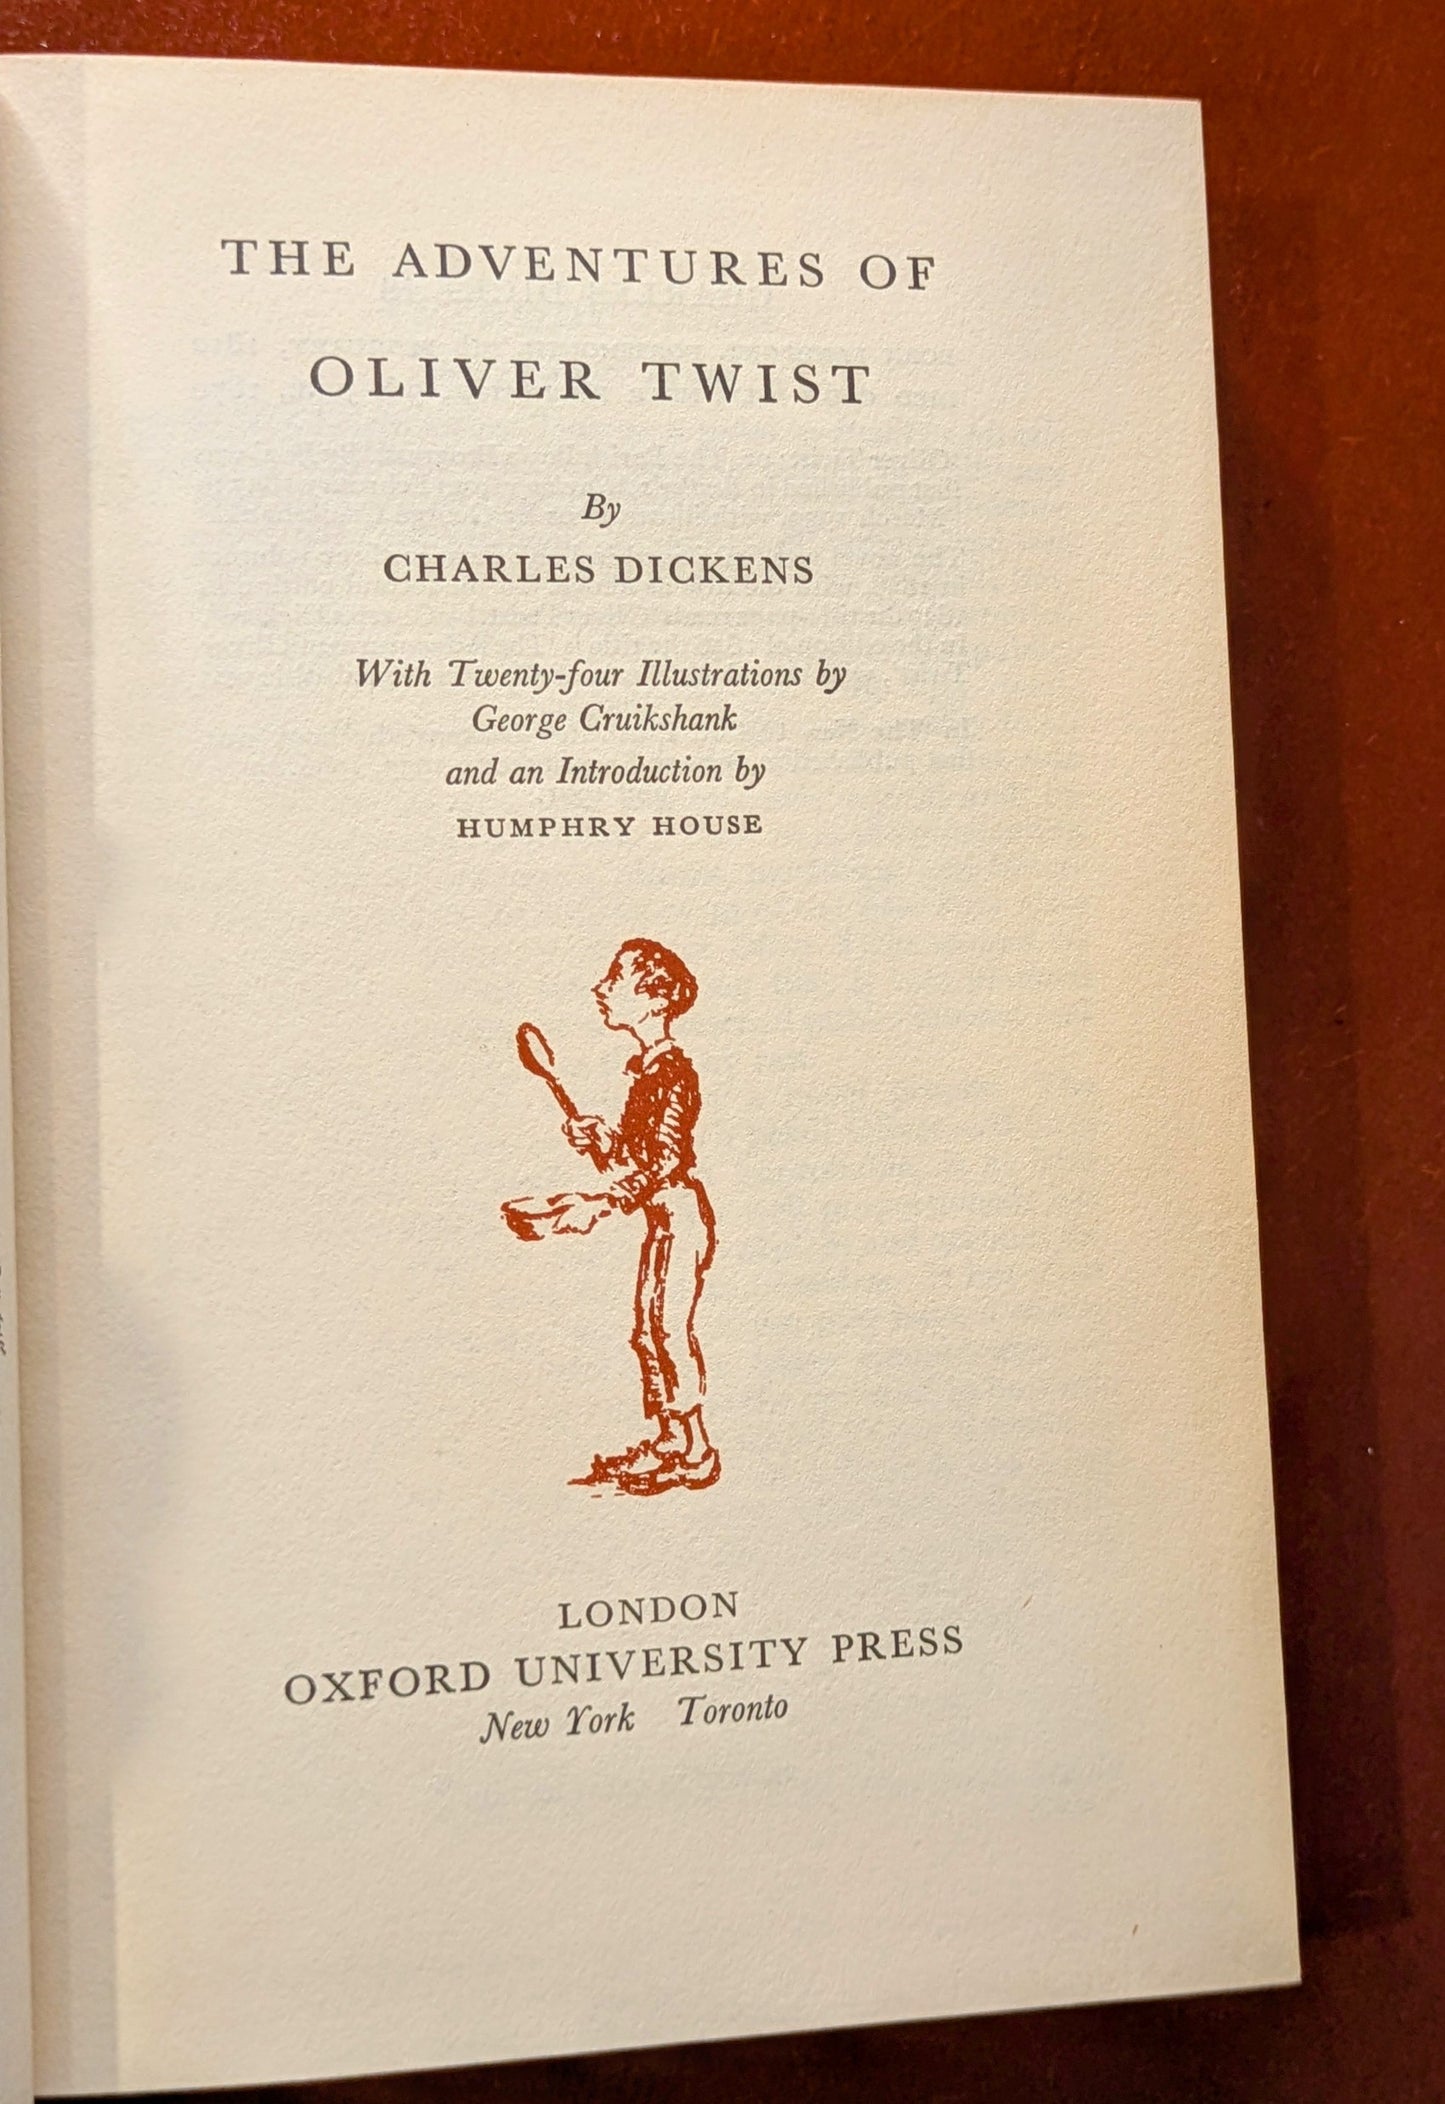 THE ADVENTURES OF
OLIVER TWIST
By
CHARLES DICKENS
With Twenty-four Illustrations by
George Cruikshank
and an Introduction by
HUMPHRY HOUSE
LONDON
OXFORD UNIVERSITY PRESS
New York Toronto